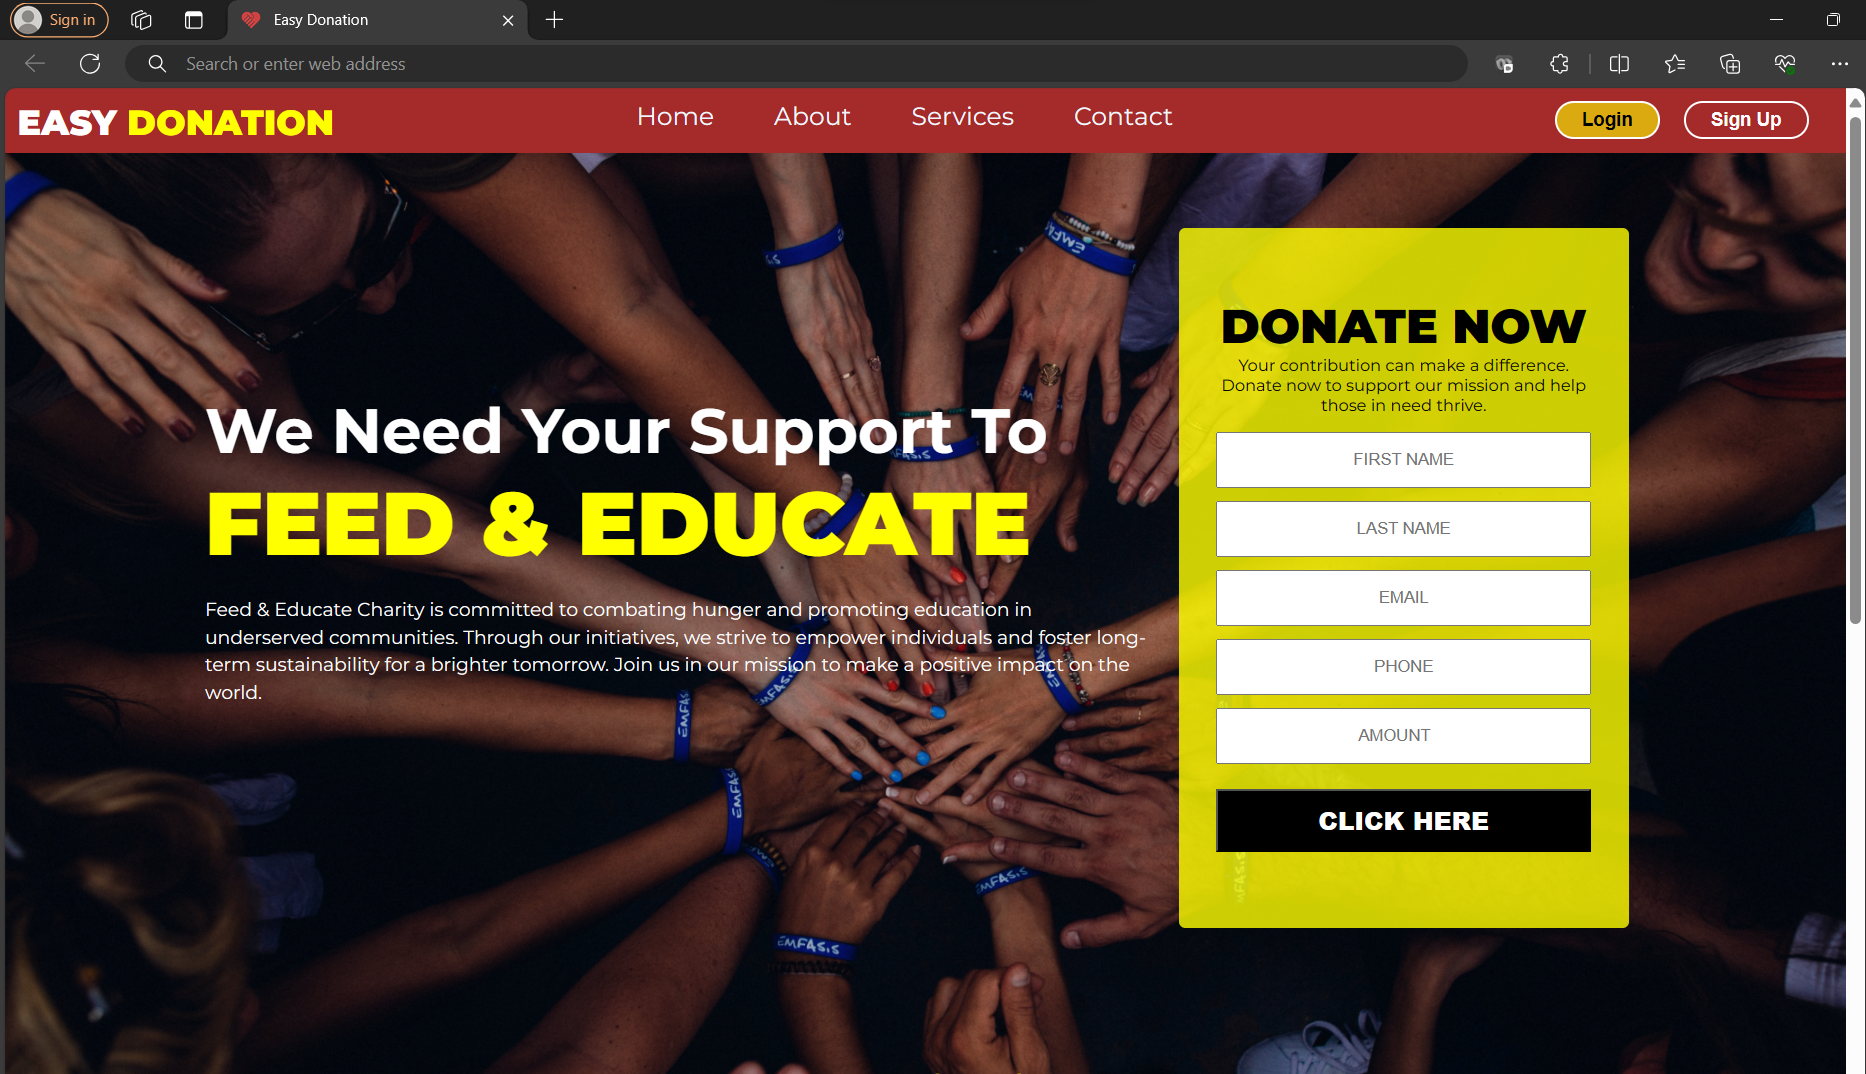 Sign in
Easy Donation
Search or enter web address
EASY DONATION
Home
About
Services
Contact
Login
Sign Up
We Need Your Support To
FEED & EDUCATE
Feed & Educate Charity is committed to combating hunger and promoting education in
underserved communities. Through our initiatives, we strive to empower individuals and foster long-
term sustainability for a brighter tomorrow. Join us in our mission to make a positive impact on the
world.
DONATE NOW
Your contribution can make a difference.
Donate now to support our mission and help
those in need thrive.
FIRST NAME
LAST NAME
EMAIL
PHONE
AMOUNT
CLICK HERE
EMFASIS
EMFASIS
EMFASIS
EMFASIS